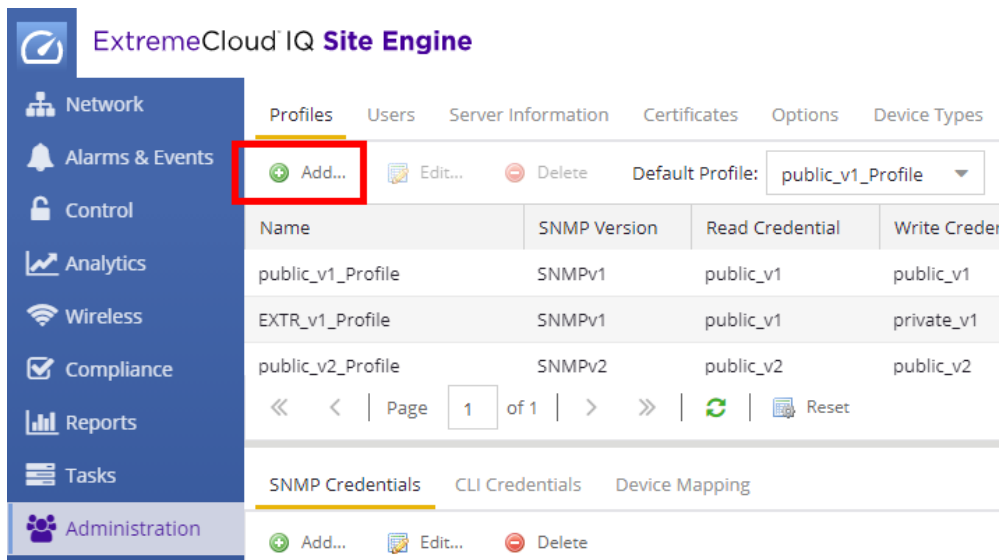 ExtremeCloud IQ Site Engine
Network
Alarms & Events
Control
Analytics
Wireless
Compliance
Reports
Tasks
Administration
Profiles Users Server Information Certificates Options Device Types
Add... Edit... Delete Default Profile: public_v1_Profile
Name SNMP Version Read Credential Write Creder
public_v1_Profile SNMPv1 public_v1 public_v1
EXTR_v1_Profile SNMPv1 public_v1 private_v1
public_v2_Profile SNMPv2 public_v2 public_v2
Page 1 of 1 Reset
SNMP Credentials CLI Credentials Device Mapping
Add... Edit... Delete